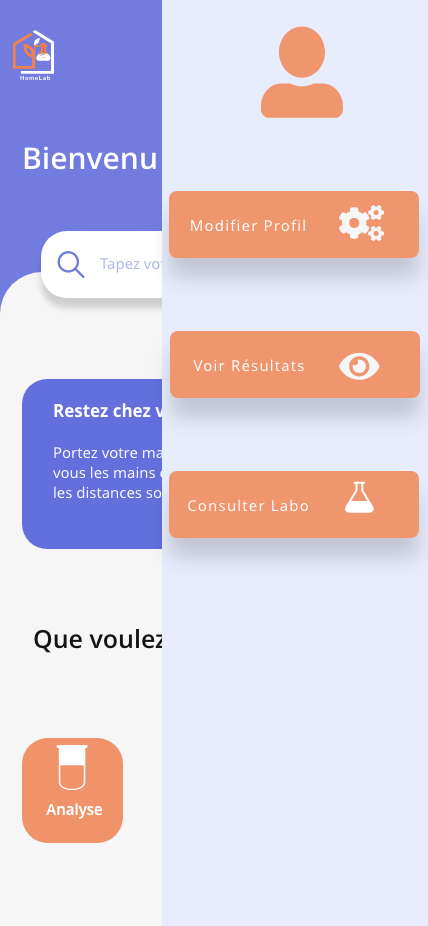 HomeLab
Bienvenu
Tapez vo
Restez chez v
Portez votre ma
vous les mains
les distances so
Que voulez
Analyse
Modifier Profil
Voir Résultats
Consulter Labo